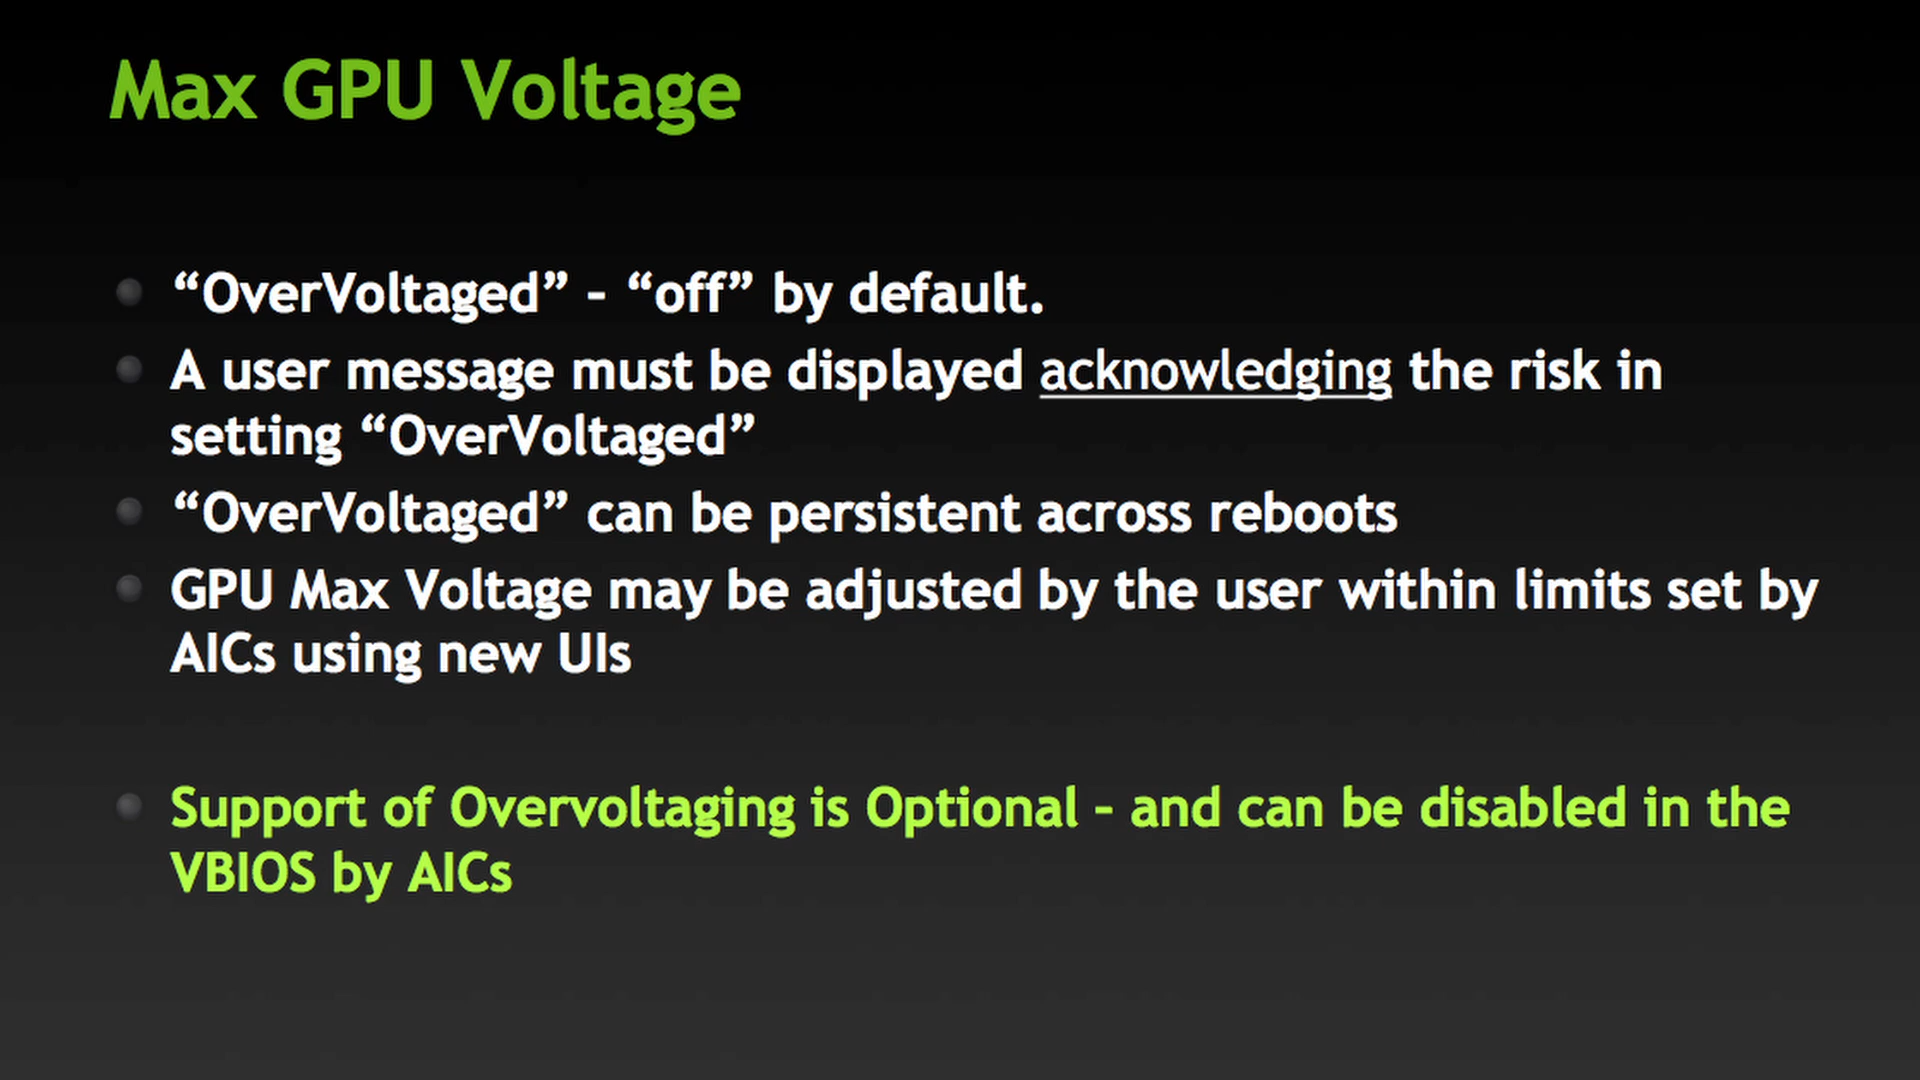 Max GPU Voltage
“OverVoltaged” – “off” by default.
A user message must be displayed acknowledging the risk in
setting “OverVoltaged”
“OverVoltaged” can be persistent across reboots
GPU Max Voltage may be adjusted by the user within limits set by
AICs using new UIs
Support of Overvoltaging is Optional – and can be disabled in the
VBIOS by AICs